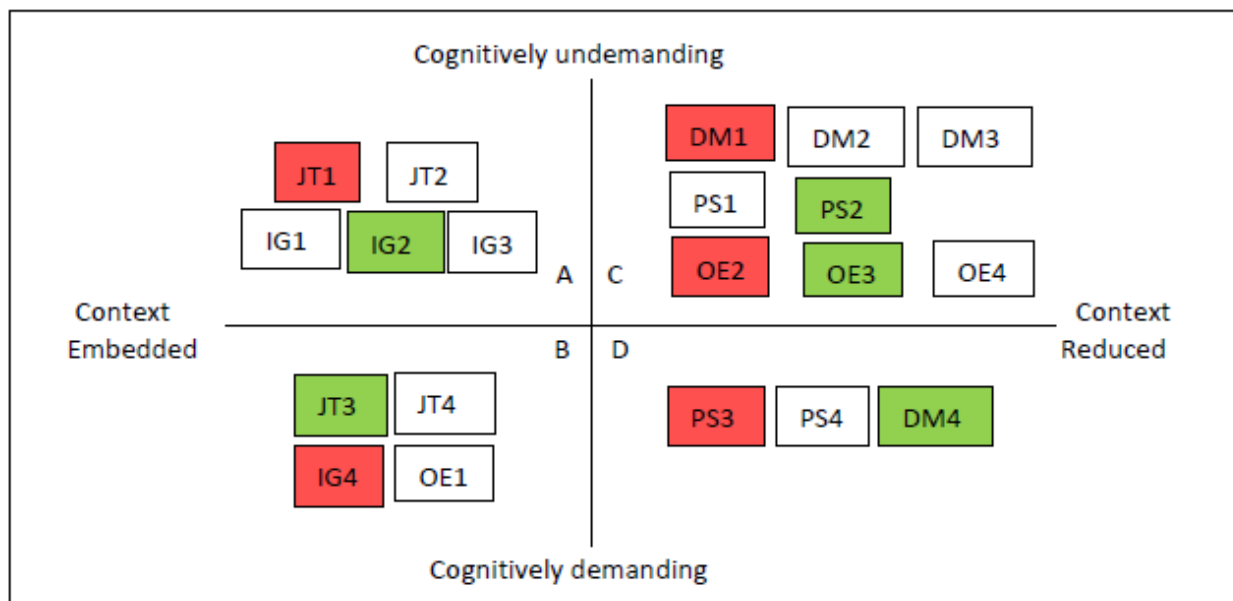 Cognitively undemanding
DM1 DM2 DM3
JT1 JT2
PS1 PS2
IG1 IG2 IG3
OE2 OE3 OE4
A C
Context
Embedded
Context
Reduced
B D
JT3 JT4
PS3 PS4 DM4
IG4 OE1
Cognitively demanding